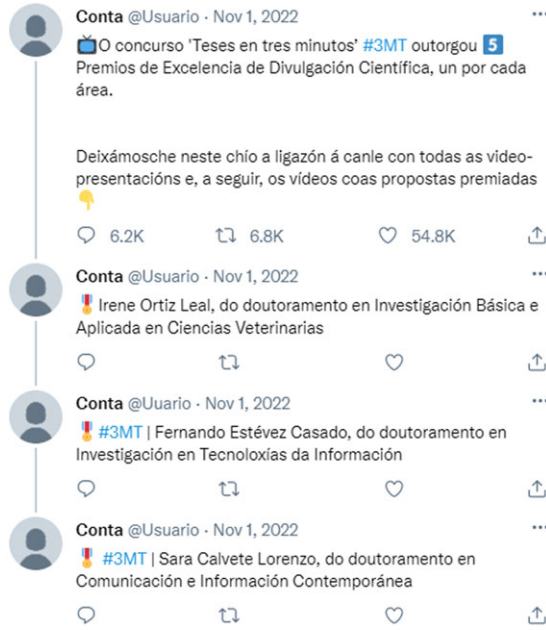 Conta @Usuario · Nov 1, 2022
📺O concurso 'Teses en tres minutos’ #3MT outorgou 5️⃣
Premios de Excelencia de Divulgación Científica, un por cada
área.
Deixámosche neste chío a ligazón á canle con todas as video-
presentacións e, a seguir, os vídeos coas propostas premiadas
👇
6.2K 6.8K 54.8K
Conta @Usuario · Nov 1, 2022
🎖️Irene Ortiz Leal, do doutoramento en Investigación Básica e
Aplicada en Ciencias Veterinarias
Conta @Uuario · Nov 1, 2022
🎖️#3MT | Fernando Estévez Casado, do doutoramento en
Investigación en Tecnoloxías da Información
Conta @Usuario · Nov 1, 2022
🎖️ #3MT | Sara Calvete Lorenzo, do doutoramento en
Comunicación e Información Contemporánea